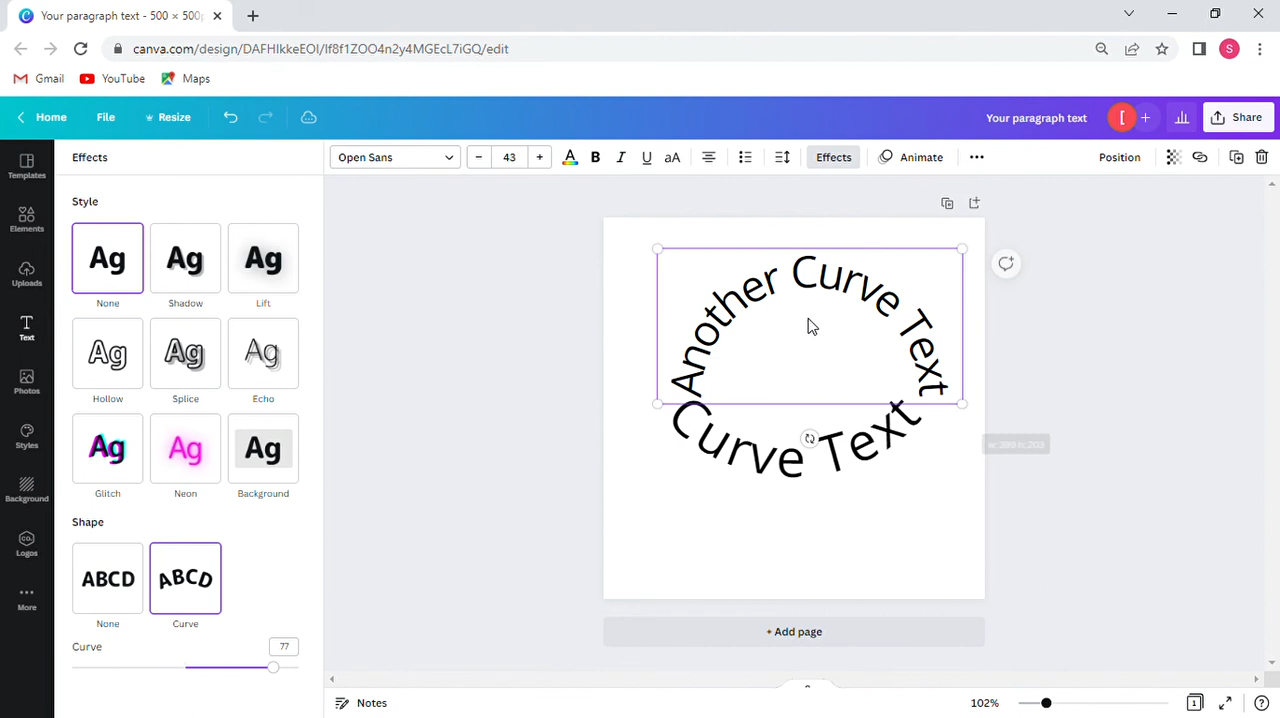 Your paragraph text - 500 × 500p
canva.com/design/DAFHIkkeEOI/If8f1ZOO4n2y4MGEcL7iGQ/edit
S
Gmail
YouTube
Maps
Home
File
Resize
Your paragraph text
Share
Templates
Elements
Uploads
Text
Photos
Styles
Background
Logos
More
Effects
Style
Ag
Ag
Ag
None
Shadow
Lift
Ag
Ag
Ag
Hollow
Splice
Echo
Ag
Ag
Ag
Glitch
Neon
Background
Shape
ABCD
ABCD
None
Curve
Curve
77
Open Sans
43
B
I
U
aA
Effects
Animate
Position
Another Curve Text
Curve Text
+ Add page
Notes
102%
1